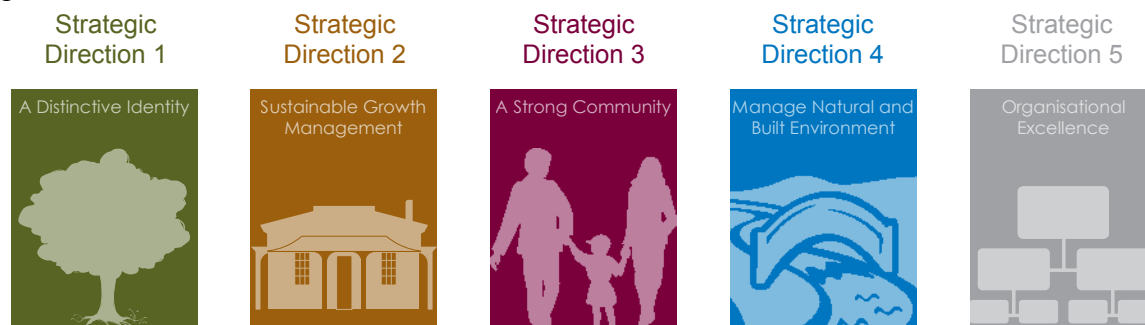 Strategic
Direction 1
Strategic
Direction 2
Strategic
Direction 3
Strategic
Direction 4
Strategic
Direction 5
A Distinctive Identity
Sustainable Growth
Management
A Strong Community
Manage Natural and
Built Environment
Organisational
Excellence